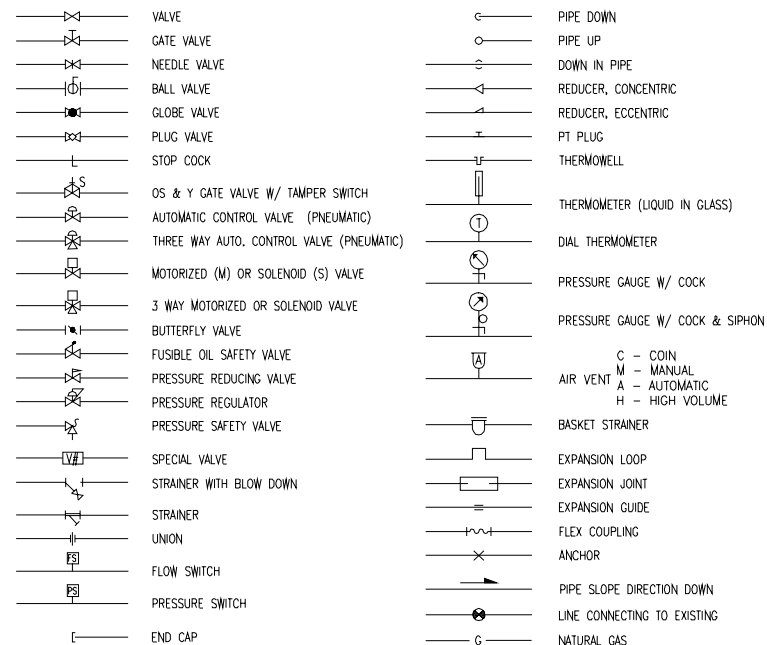 VALVE
GATE VALVE
NEEDLE VALVE
BALL VALVE
GLOBE VALVE
PLUG VALVE
STOP COCK
S
OS & Y GATE VALVE W/ TAMPER SWITCH
AUTOMATIC CONTROL VALVE (PNEUMATIC)
THREE WAY AUTO. CONTROL VALVE (PNEUMATIC)
MOTORIZED (M) OR SOLENOID (S) VALVE
3 WAY MOTORIZED OR SOLENOID VALVE
BUTTERFLY VALVE
FUSIBLE OIL SAFETY VALVE
PRESSURE REDUCING VALVE
PRESSURE REGULATOR
PRESSURE SAFETY VALVE
V# SPECIAL VALVE
STRAINER WITH BLOW DOWN
STRAINER
UNION
FS
FLOW SWITCH
PS
PRESSURE SWITCH
END CAP
PIPE DOWN
PIPE UP
DOWN IN PIPE
REDUCER, CONCENTRIC
REDUCER, ECCENTRIC
PT PLUG
THERMOWELL
THERMOMETER (LIQUID IN GLASS)
T
DIAL THERMOMETER
PRESSURE GAUGE W/ COCK
PRESSURE GAUGE W/ COCK & SIPHON
A
AIR VENT
C – COIN
M – MANUAL
A – AUTOMATIC
H – HIGH VOLUME
BASKET STRAINER
EXPANSION LOOP
EXPANSION JOINT
EXPANSION GUIDE
FLEX COUPLING
ANCHOR
PIPE SLOPE DIRECTION DOWN
LINE CONNECTING TO EXISTING
G NATURAL GAS